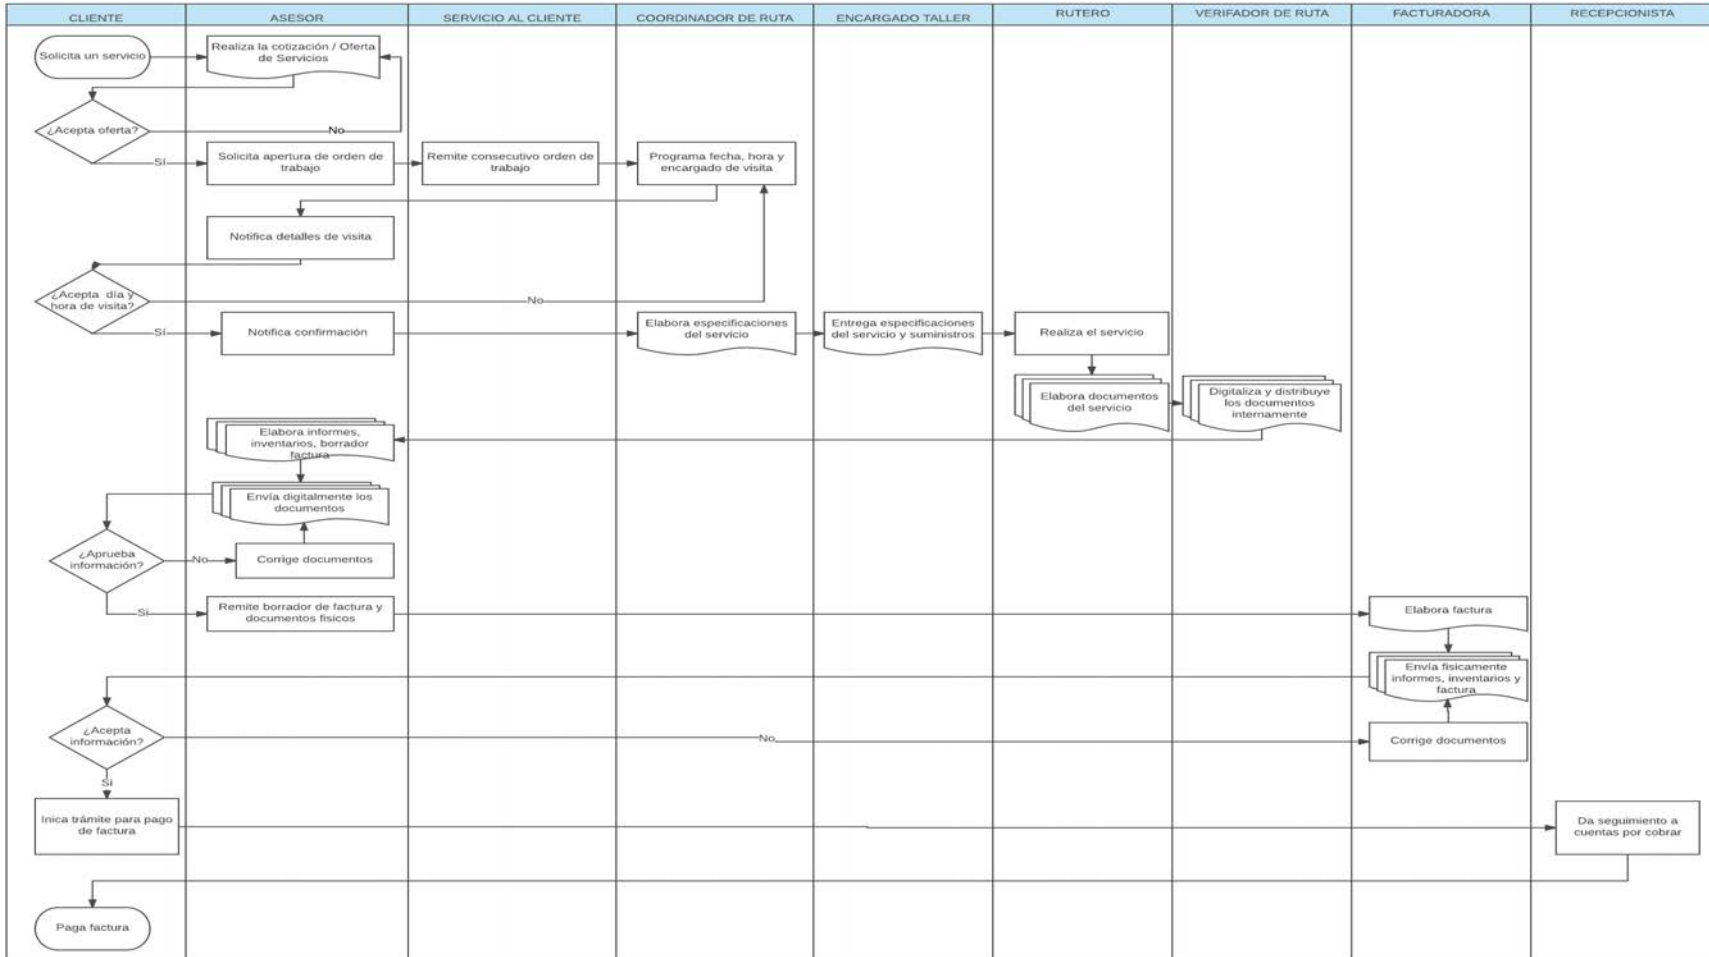 CLIENTE
ASESOR
SERVICIO AL CLIENTE
COORDINADOR DE RUTA
ENCARGADO TALLER
RUTERO
VERIFADOR DE RUTA
FACTURADORA
RECEPCIONISTA
Solicita un servicio
Realiza la cotización / Oferta
de Servicios
¿Acepta oferta?
No
Sí
Solicita apertura de orden de
trabajo
Remite consecutivo orden de
trabajo
Programa fecha, hora y
encargado de visita
Notifica detalles de visita
¿Acepta día y
hora de visita?
No
Sí
Notifica confirmación
Elabora especificaciones
del servicio
Entrega especificaciones
del servicio y suministros
Realiza el servicio
Elabora documentos
del servicio
Digitaliza y distribuye
los documentos
internamente
Elabora informes,
inventarios, borrador
factura
Envía digitalmente los
documentos
¿Aprueba
información?
No
Corrige documentos
Si
Remite borrador de factura y
documentos fisicos
Elabora factura
Envía fisicamente
informes, inventarios y
factura
¿Acepta
información?
No
Corrige documentos
Si
Inica trámite para pago
de factura
Da seguimiento a
cuentas por cobrar
Paga factura